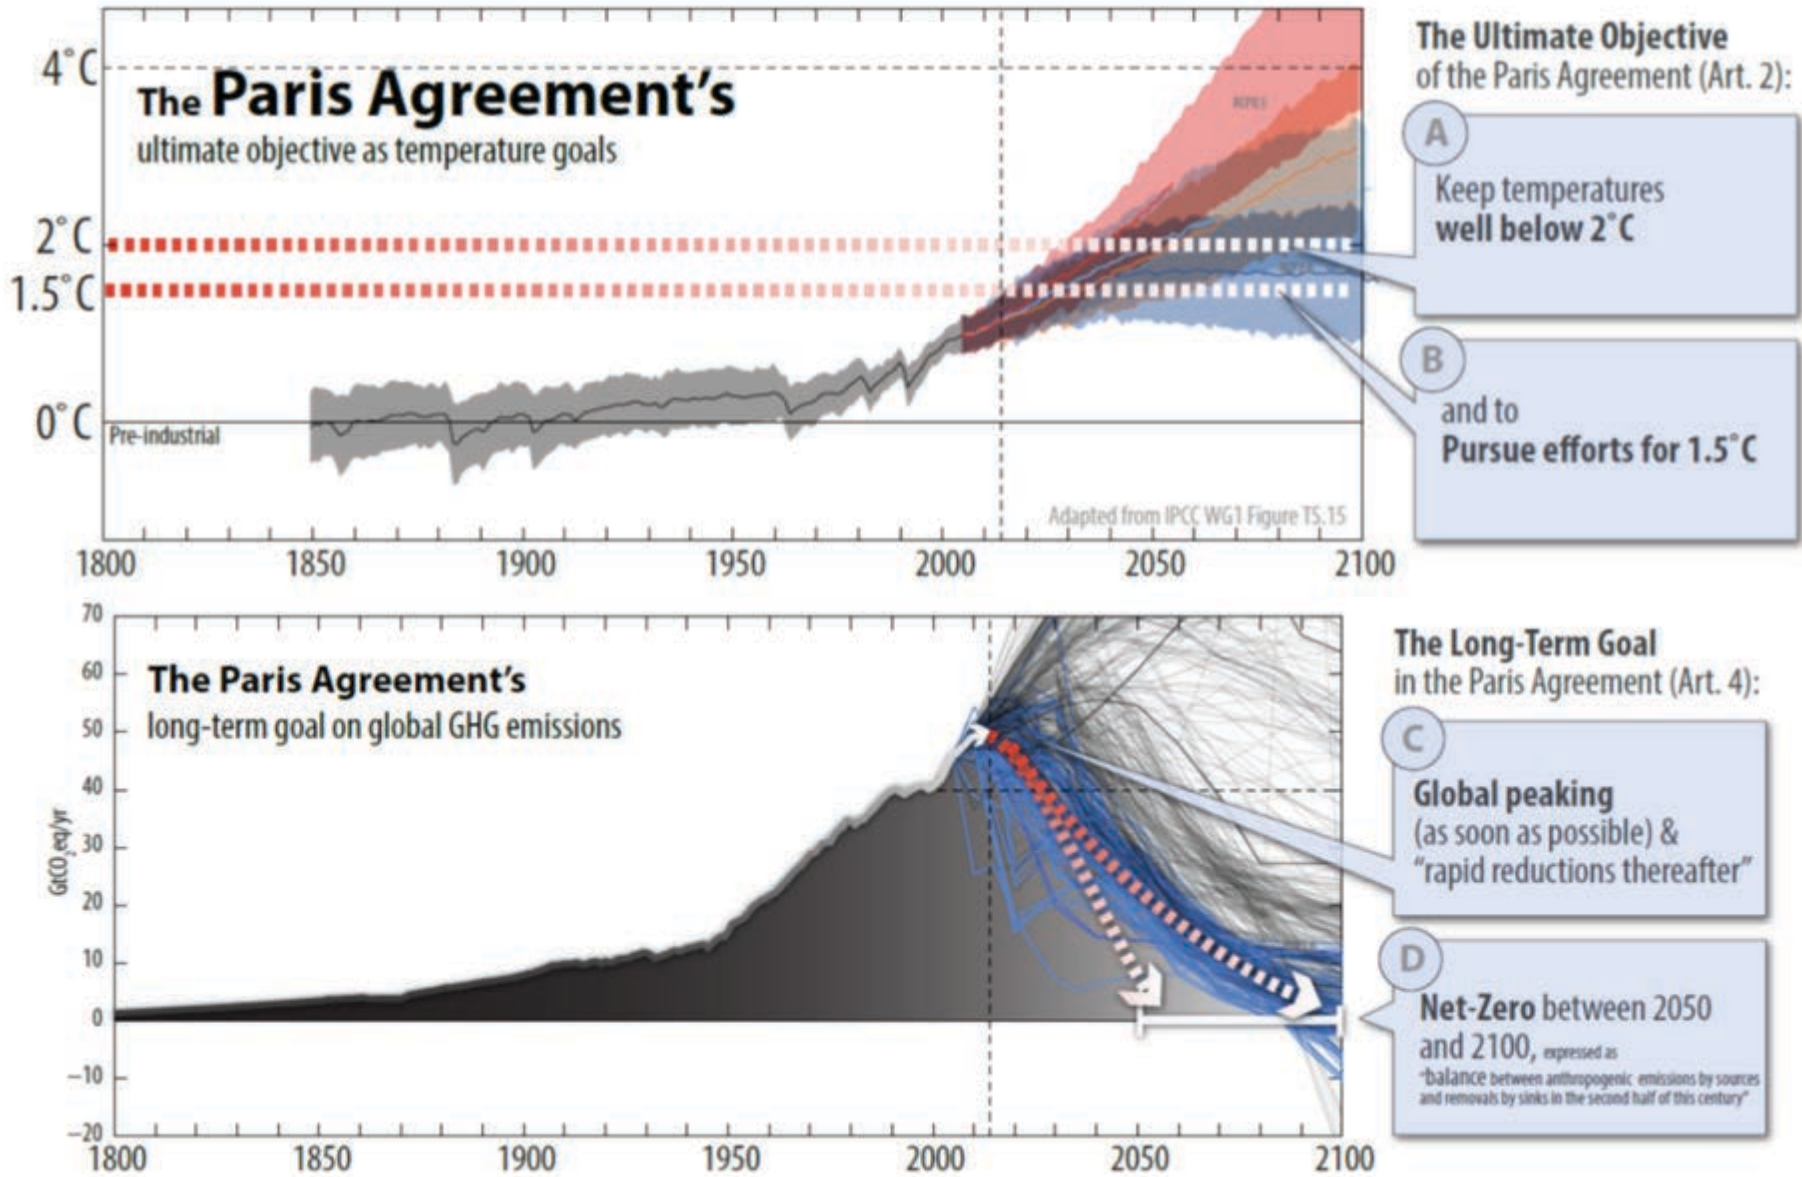 The Paris Agreement's
ultimate objective as temperature goals
4°C
2°C
1.5°C
0°C
Pre-industrial
Adapted from IPCC WG1 Figure TS.15
1800 1850 1900 1950 2000 2050 2100
The Ultimate Objective
of the Paris Agreement (Art. 2):
A
Keep temperatures
well below 2°C
B
and to
Pursue efforts for 1.5°C
The Paris Agreement's
long-term goal on global GHG emissions
GtCO2eq/yr
70
60
50
40
30
20
10
0
−10
−20
1800 1850 1900 1950 2000 2050 2100
The Long-Term Goal
in the Paris Agreement (Art. 4):
C
Global peaking
(as soon as possible) &
"rapid reductions thereafter"
D
Net-Zero between 2050
and 2100, expressed as
"balance between anthropogenic emissions by sources
and removals by sinks in the second half of this century"